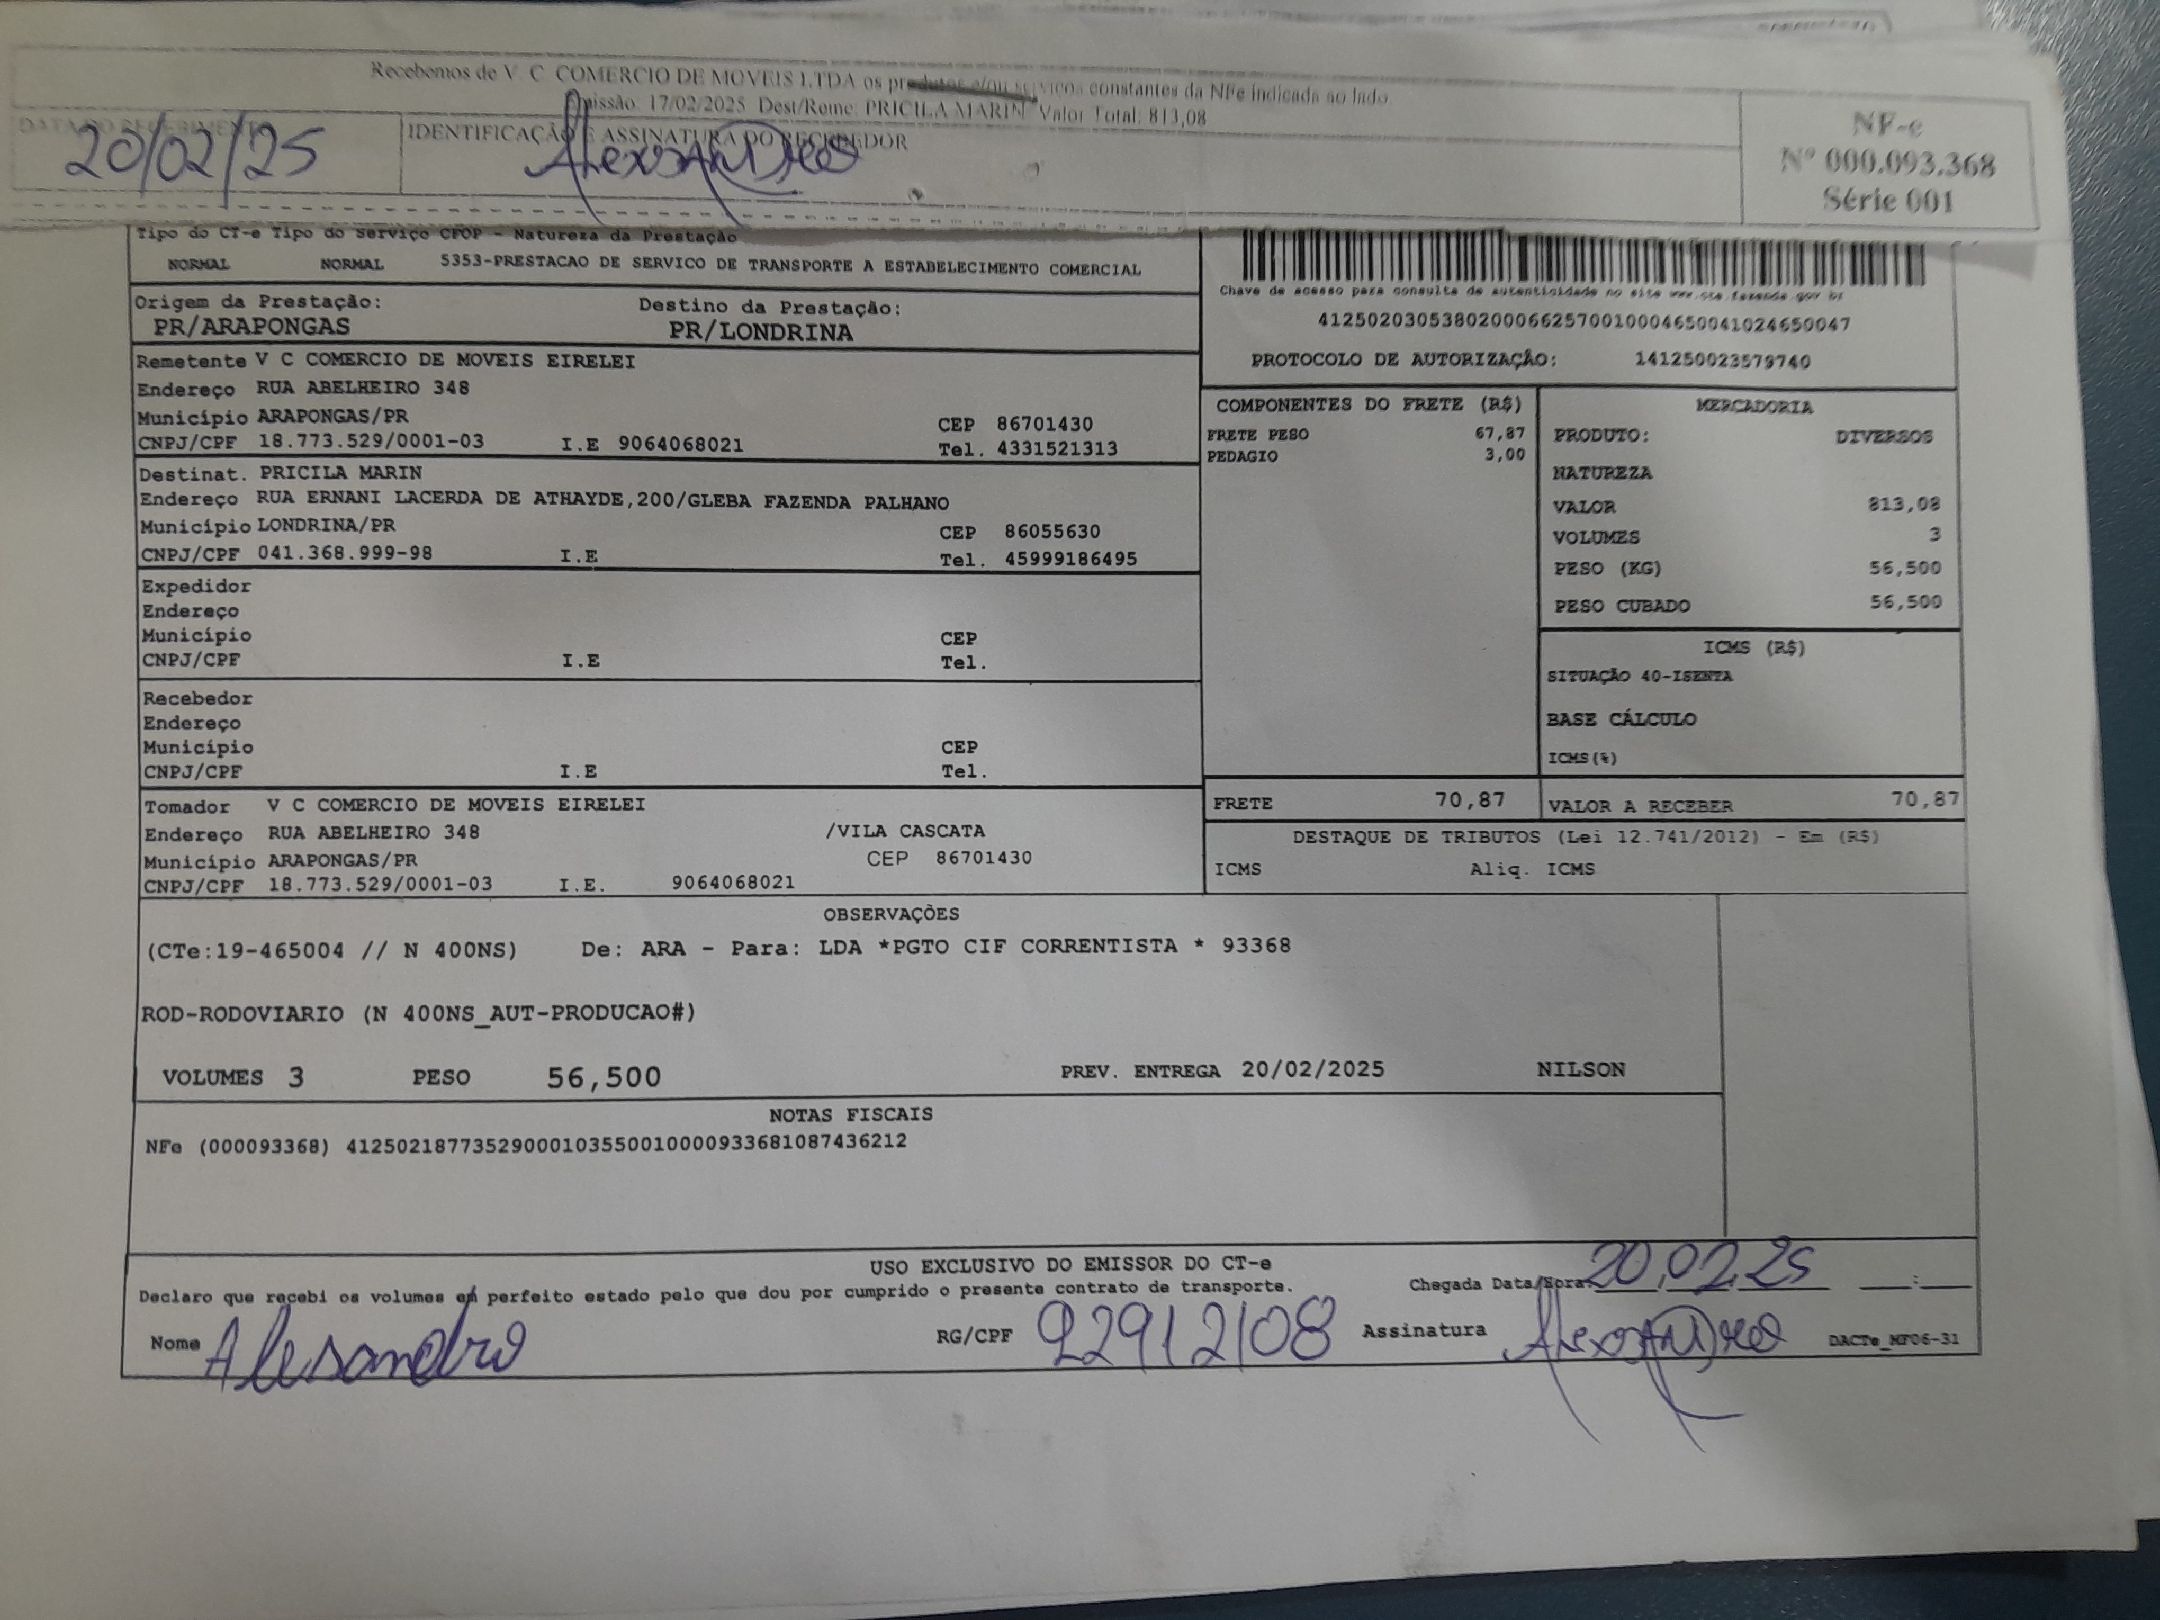 Recebemos de V. C. COMERCIO DE MOVEIS LTDA os produtos e/ou serviços constantes da NFe indicada ao lado
Emissão: 17/02/2025 Dest/Reme: PRICILA MARIN Valor Total: 813,08
DATA DO RECEBIMENTO
IDENTIFICAÇÃO E ASSINATURA DO RECEBEDOR
20/02/25
NF-e
Nº 000.093.368
Série 001
Tipo do CT-e Tipo do Serviço CFOP - Natureza da Prestação
NORMAL NORMAL 5353-PRESTACAO DE SERVICO DE TRANSPORTE A ESTABELECIMENTO COMERCIAL
Origem da Prestação: Destino da Prestação:
PR/ARAPONGAS PR/LONDRINA
Chave de acesso para consulta de autenticidade no site www.cte.fazenda.gov.br
41250203053802000662570010004650041024650047
PROTOCOLO DE AUTORIZAÇÃO: 141250023579740
Remetente V C COMERCIO DE MOVEIS EIRELEI
Endereço RUA ABELHEIRO 348
Município ARAPONGAS/PR CEP 86701430
CNPJ/CPF 18.773.529/0001-03 I.E 9064068021 Tel. 4331521313
Destinat. PRICILA MARIN
Endereço RUA ERNANI LACERDA DE ATHAYDE,200/GLEBA FAZENDA PALHANO
Município LONDRINA/PR CEP 86055630
CNPJ/CPF 041.368.999-98 I.E Tel. 45999186495
Expedidor
Endereço
Município CEP
CNPJ/CPF I.E Tel.
Recebedor
Endereço
Município CEP
CNPJ/CPF I.E Tel.
Tomador V C COMERCIO DE MOVEIS EIRELEI
Endereço RUA ABELHEIRO 348 /VILA CASCATA
Município ARAPONGAS/PR CEP 86701430
CNPJ/CPF 18.773.529/0001-03 I.E. 9064068021
COMPONENTES DO FRETE (R$)
FRETE PESO 67,87
PEDAGIO 3,00
MERCADORIA
PRODUTO: DIVERSOS
NATUREZA
VALOR 813,08
VOLUMES 3
PESO (KG) 56,500
PESO CUBADO 56,500
ICMS (R$)
SITUAÇÃO 40-ISENTA
BASE CÁLCULO
ICMS(%)
FRETE 70,87 VALOR A RECEBER 70,87
DESTAQUE DE TRIBUTOS (Lei 12.741/2012) - Em (R$)
ICMS Aliq. ICMS
OBSERVAÇÕES
(CTe:19-465004 // N 400NS) De: ARA - Para: LDA *PGTO CIF CORRENTISTA * 93368
ROD-RODOVIARIO (N 400NS_AUT-PRODUCAO#)
VOLUMES 3 PESO 56,500 PREV. ENTREGA 20/02/2025 NILSON
NOTAS FISCAIS
NFe (000093368) 41250218773529000103550010000933681087436212
USO EXCLUSIVO DO EMISSOR DO CT-e
Declaro que recebi os volumes em perfeito estado pelo que dou por cumprido o presente contrato de transporte. Chegada Data/Hora: 20,02,25 :
Nome Alesandro RG/CPF 92912108 Assinatura DACTe_MF06-31